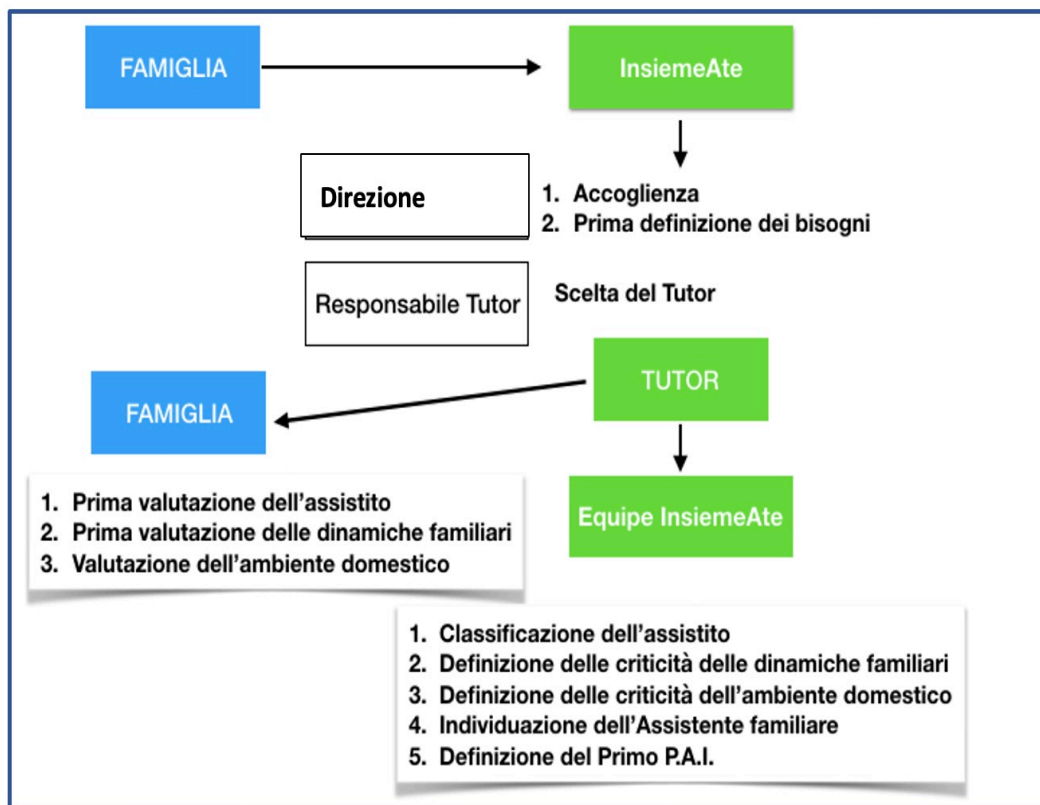 FAMIGLIA
InsiemeAte
Direzione
1. Accoglienza
2. Prima definizione dei bisogni
Responsabile Tutor
Scelta del Tutor
TUTOR
FAMIGLIA
1. Prima valutazione dell'assistito
2. Prima valutazione delle dinamiche familiari
3. Valutazione dell'ambiente domestico
Equipe InsiemeAte
1. Classificazione dell'assistito
2. Definizione delle criticità delle dinamiche familiari
3. Definizione delle criticità dell'ambiente domestico
4. Individuazione dell'Assistente familiare
5. Definizione del Primo P.A.I.